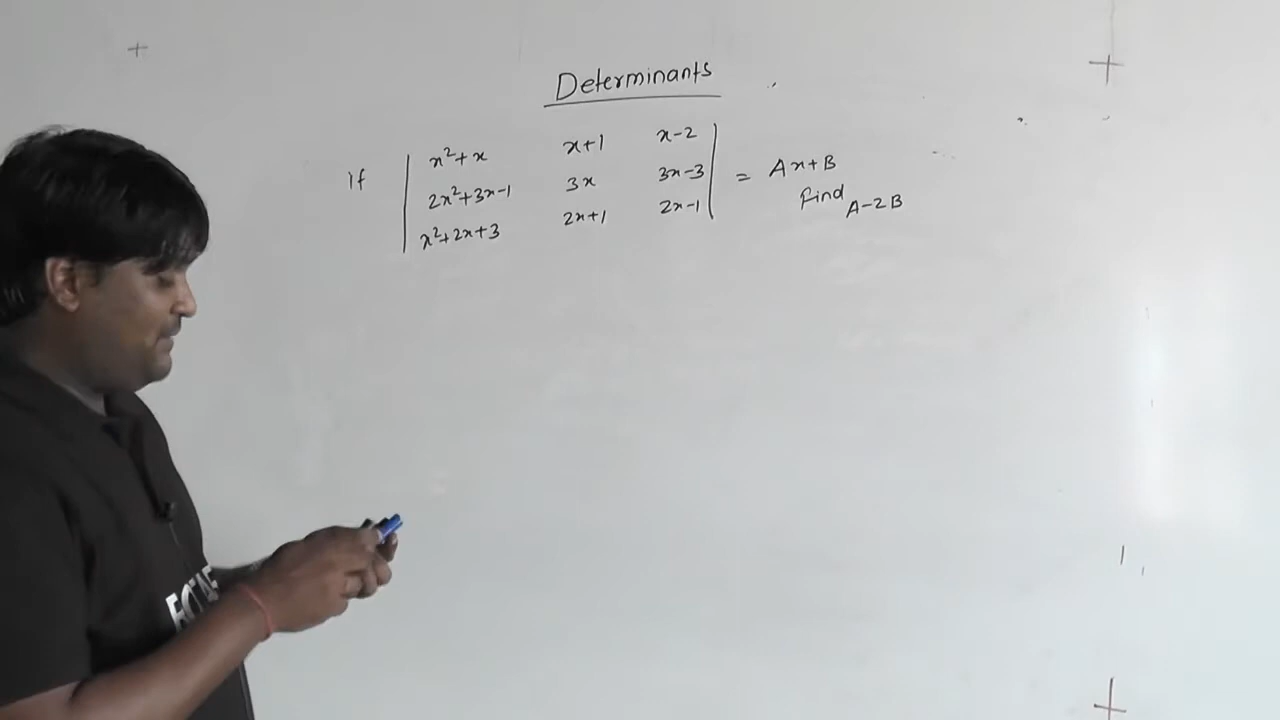 Determinants
If | x²+x x+1 x-2 | = Ax+B
| 2x²+3x-1 3x 3x-3 | find A-2B
| x²+2x+3 2x+1 2x-1 |